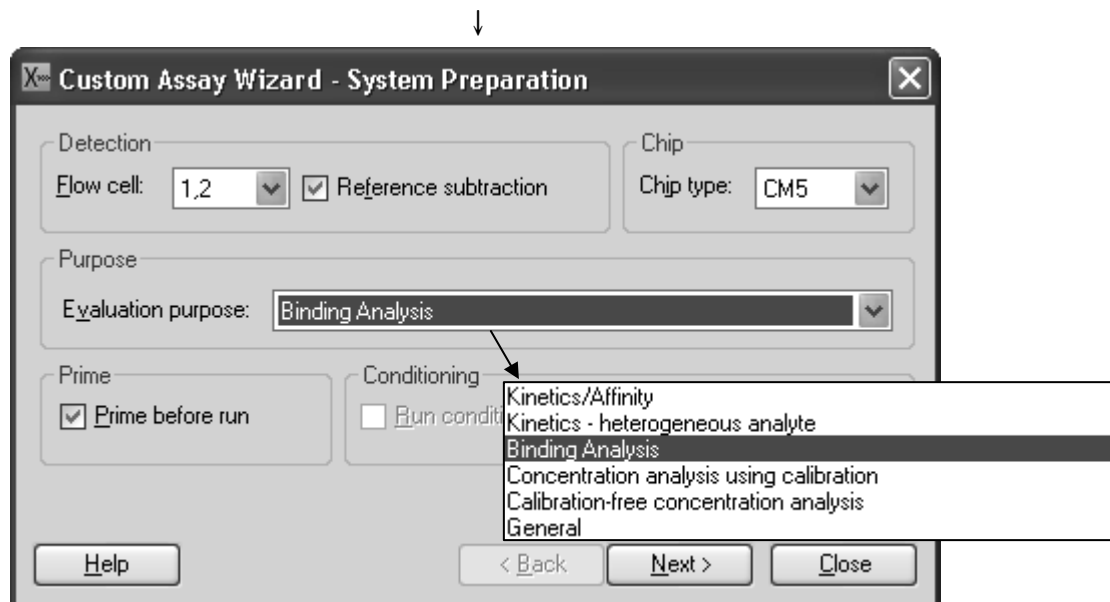 ↓
Custom Assay Wizard - System Preparation
Detection
Flow cell: 1,2 Reference subtraction
Chip
Chip type: CM5
Purpose
Evaluation purpose: Binding Analysis
Prime
Prime before run
Conditioning
Run conditi
Kinetics/Affinity
Kinetics - heterogeneous analyte
Binding Analysis
Concentration analysis using calibration
Calibration-free concentration analysis
General
Help
< Back
Next >
Close